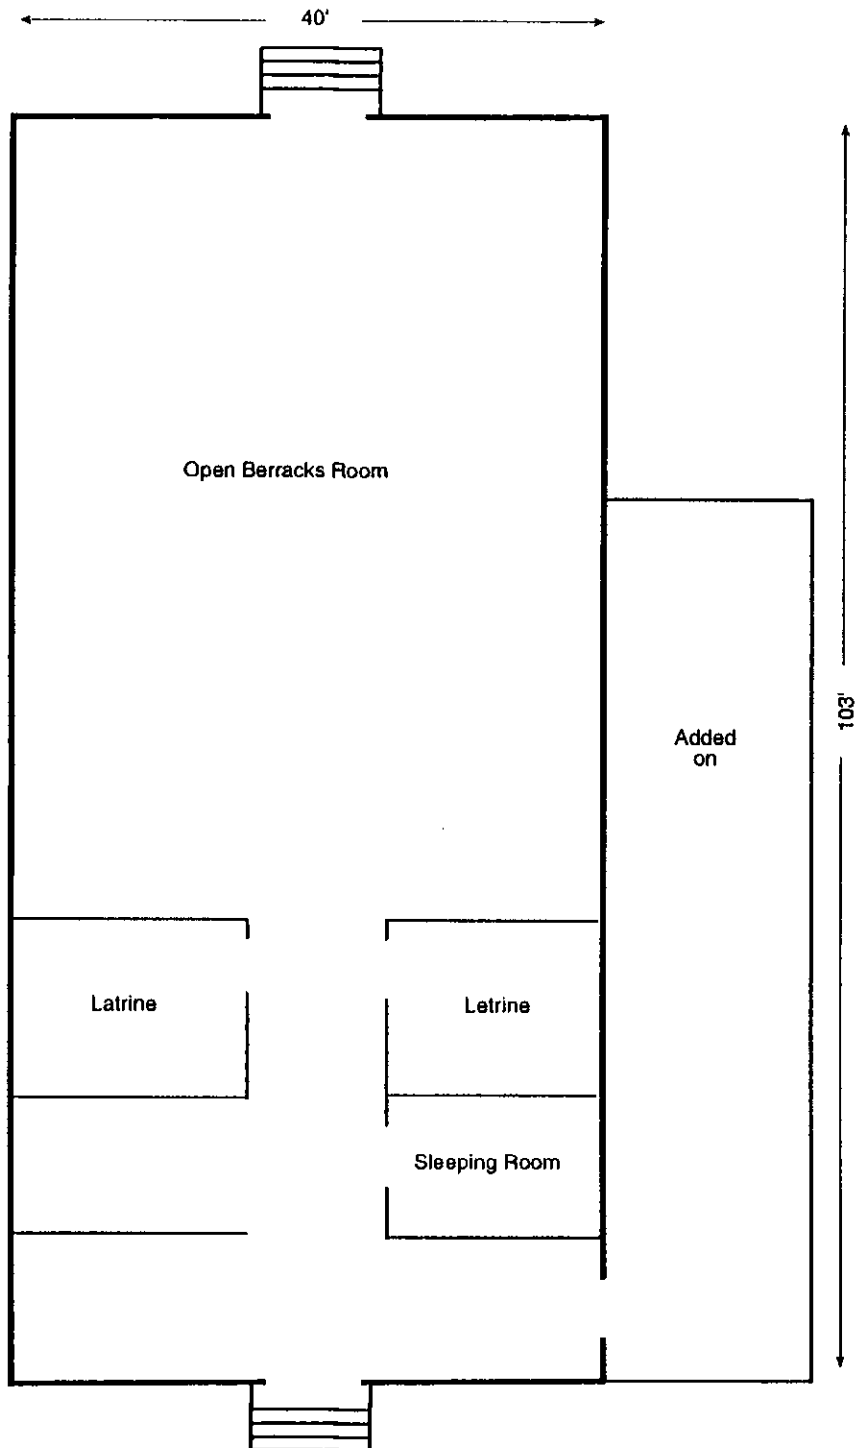 40'
Open Berracks Room
103'
Added
on
Latrine
Letrine
Sleeping Room